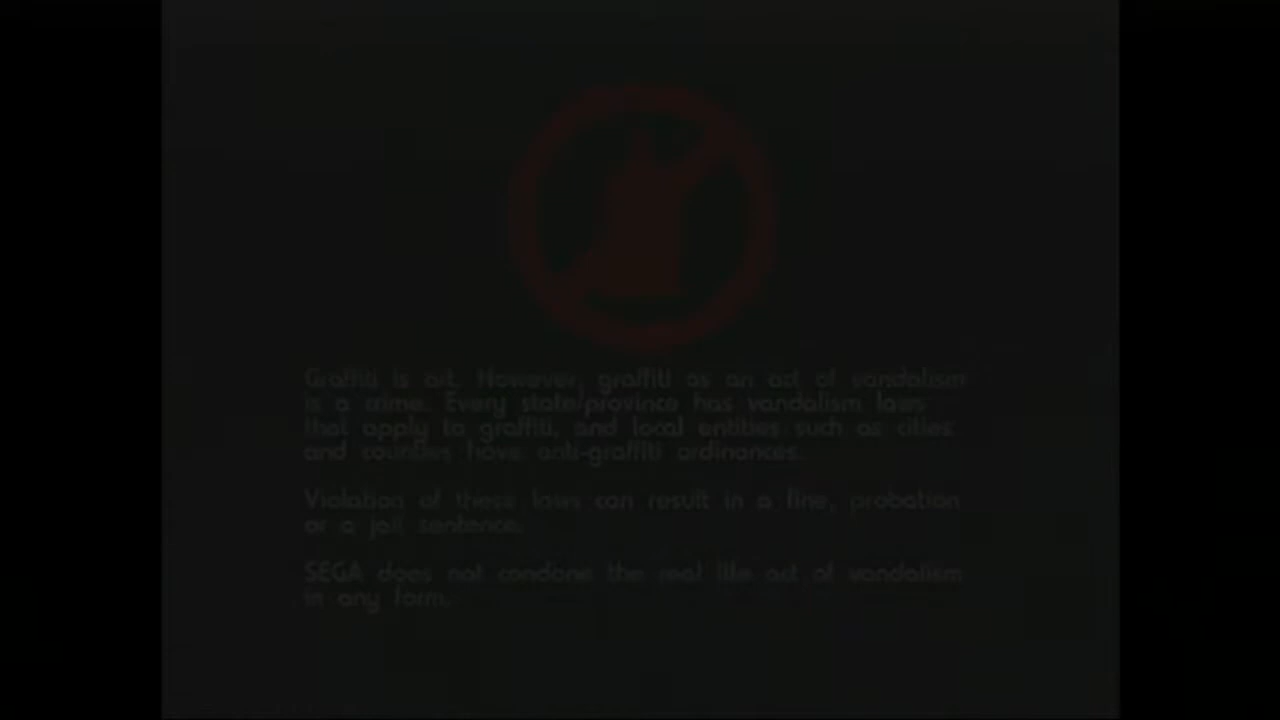 Graffiti is art. However, graffiti as an act of vandalism
is a crime. Every state/province has vandalism laws
that apply to graffiti, and local entities such as cities
and counties have anti-graffiti ordinances.
Violation of these laws can result in a fine, probation
or a jail sentence.
SEGA does not condone the real life act of vandalism
in any form.